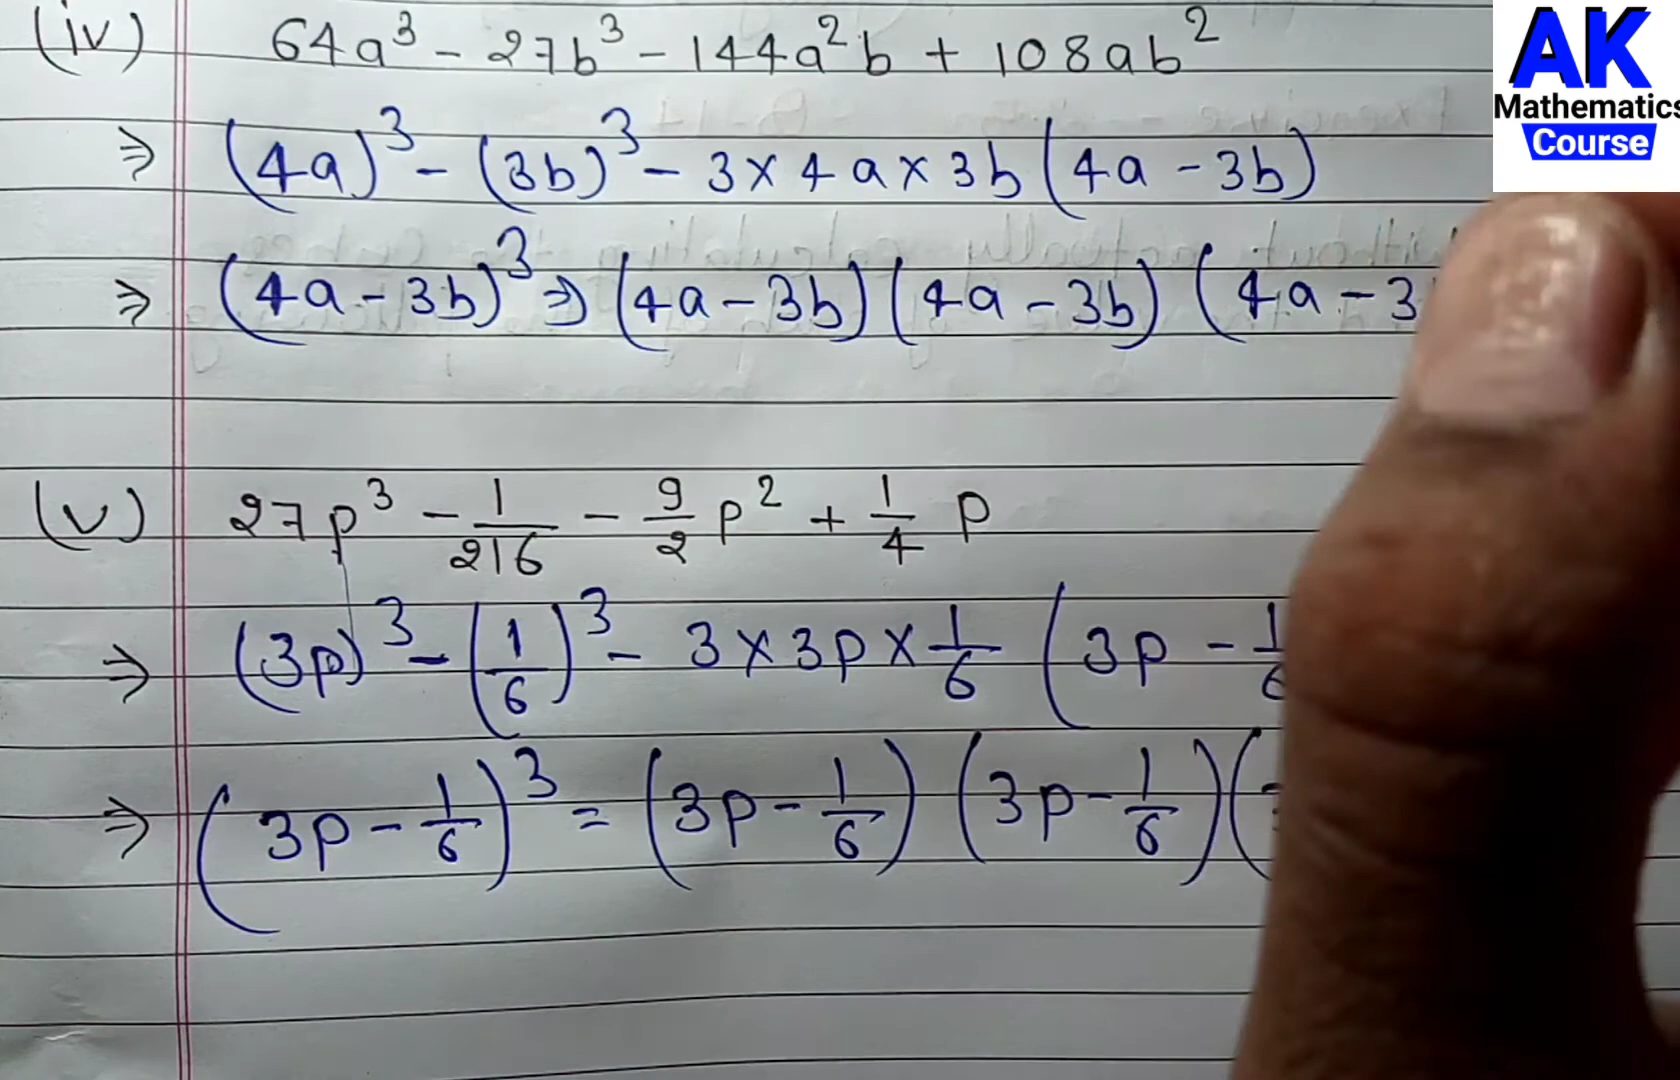 (iv) 64a³ - 27b³ - 144a²b + 108ab²
⇒ (4a)³ - (3b)³ - 3 × 4a × 3b (4a - 3b)
⇒ (4a - 3b)³ ⇒ (4a - 3b) (4a - 3b) (4a - 3
(v) 27p³ - 1/216 - 9/2 p² + 1/4 p
⇒ (3p)³ - (1/6)³ - 3 × 3p × 1/6 (3p - 1/6
⇒ (3p - 1/6)³ = (3p - 1/6) (3p - 1/6) (
AK
Mathematics
Course